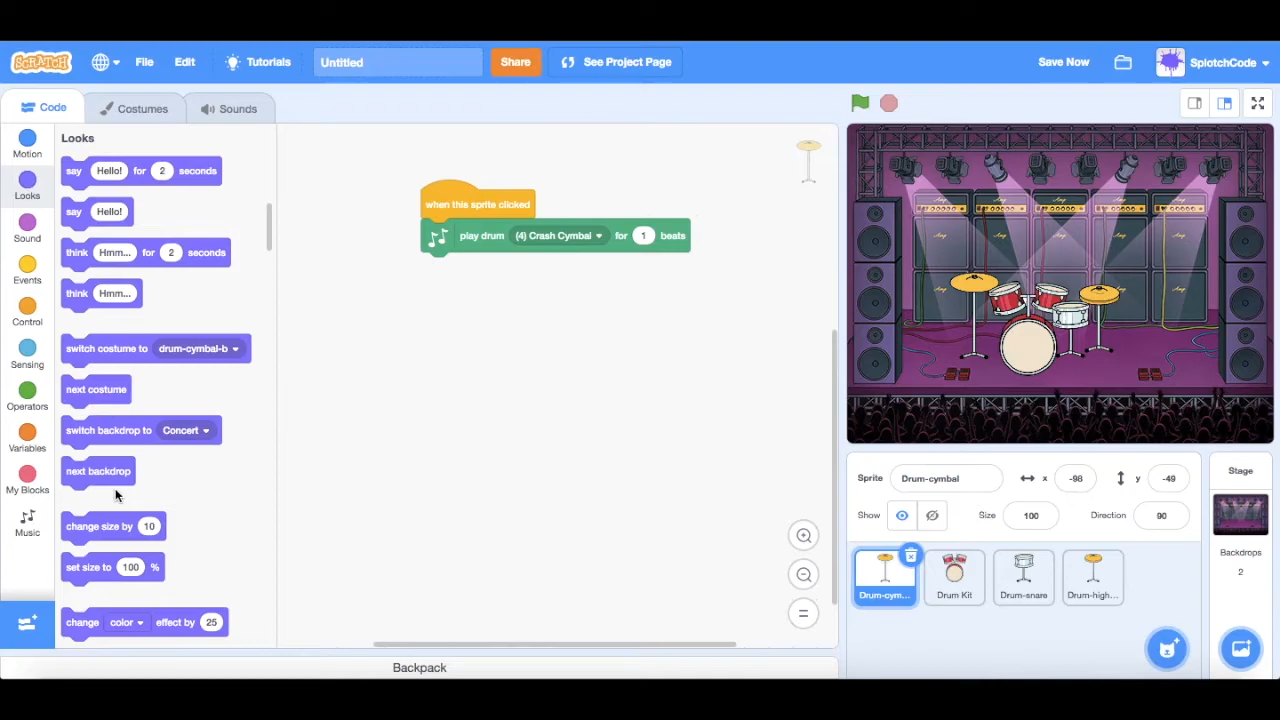 SCRATCH
File
Edit
Tutorials
Untitled
Share
See Project Page
Save Now
SplotchCode
Code
Costumes
Sounds
Motion
Looks
Sound
Events
Control
Sensing
Operators
Variables
My Blocks
Music
Looks
say Hello! for 2 seconds
say Hello!
think Hmm... for 2 seconds
think Hmm...
switch costume to drum-cymbal-b
next costume
switch backdrop to Concert
next backdrop
change size by 10
set size to 100 %
change color effect by 25
when this sprite clicked
play drum (4) Crash Cymbal for 1 beats
Backpack
Sprite Drum-cymbal x -98 y -49
Show Size 100 Direction 90
Drum-cym...
Drum Kit
Drum-snare
Drum-high...
Stage
Backdrops
2